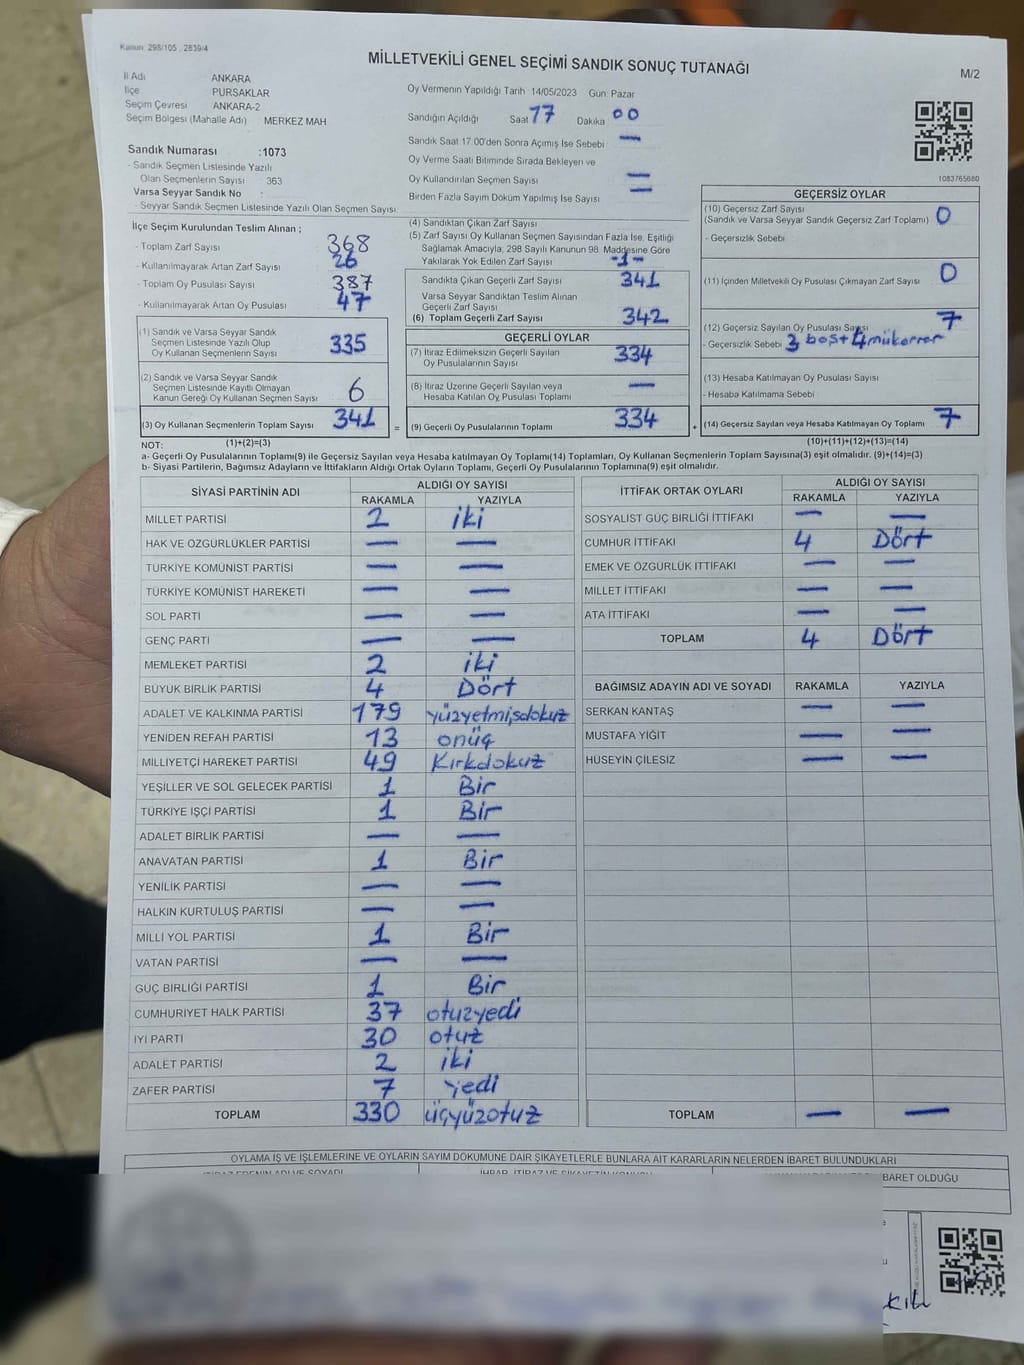 Kanun: 298/105 , 2839/4
MİLLETVEKİLİ GENEL SEÇİMİ SANDIK SONUÇ TUTANAĞI
M/2
İl Adı ANKARA
İlçe PURSAKLAR
Seçim Çevresi ANKARA-2
Seçim Bölgesi (Mahalle Adı) MERKEZ MAH
Oy Vermenin Yapıldığı Tarih 14/05/2023 Gün: Pazar
Sandığın Açıldığı Saat 17 Dakika 00
Sandık Saat 17:00'den Sonra Açımış İse Sebebi —
Oy Verme Saati Bitiminde Sırada Bekleyen ve
Oy Kullandırılan Seçmen Sayısı —
Birden Fazla Sayım Döküm Yapılmış İse Sayısı —
1083765680
Sandık Numarası :1073
- Sandık Seçmen Listesinde Yazılı
Olan Seçmenlerin Sayısı : 363
Varsa Seyyar Sandık No :
- Seyyar Sandık Seçmen Listesinde Yazılı Olan Seçmen Sayısı:
İlçe Seçim Kurulundan Teslim Alınan ;
- Toplam Zarf Sayısı 368
- Kullanılmayarak Artan Zarf Sayısı 26
- Toplam Oy Pusulası Sayısı 387
- Kullanılmayarak Artan Oy Pusulası 47
(1) Sandık ve Varsa Seyyar Sandık
Seçmen Listesinde Yazılı Olup
Oy Kullanan Seçmenlerin Sayısı 335
(2) Sandık ve Varsa Seyyar Sandık
Seçmen Listesinde Kayıtlı Olmayan
Kanun Gereği Oy Kullanan Seçmen Sayısı 6
(3) Oy Kullanan Seçmenlerin Toplam Sayısı 341
(4) Sandıktan Çıkan Zarf Sayısı
(5) Zarf Sayısı Oy Kullanan Seçmen Sayısından Fazla İse, Eşitliği
Sağlamak Amacıyla, 298 Sayılı Kanunun 98. Maddesine Göre
Yakılarak Yok Edilen Zarf Sayısı -1-
Sandıkta Çıkan Geçerli Zarf Sayısı 341
Varsa Seyyar Sandıktan Teslim Alınan
Geçerli Zarf Sayısı
(6) Toplam Geçerli Zarf Sayısı 342
GEÇERLİ OYLAR
(7) İtiraz Edilmeksizin Geçerli Sayılan
Oy Pusulalarının Sayısı 334
(8) İtiraz Üzerine Geçerli Sayılan veya
Hesaba Katılan Oy Pusulası Toplamı —
= (9) Geçerli Oy Pusulalarının Toplamı 334 +
GEÇERSİZ OYLAR
(10) Geçersiz Zarf Sayısı 0
(Sandık ve Varsa Seyyar Sandık Geçersiz Zarf Toplamı)
- Geçersizlik Sebebi
(11) İçinden Milletvekili Oy Pusulası Çıkmayan Zarf Sayısı 0
(12) Geçersiz Sayılan Oy Pusulası Sayısı 7
- Geçersizlik Sebebi 3 boş+4mükerrer
(13) Hesaba Katılmayan Oy Pusulası Sayısı
- Hesaba Katılmama Sebebi
(14) Geçersiz Sayılan veya Hesaba Katılmayan Oy Toplamı 7
NOT: (1)+(2)=(3)
(10)+(11)+(12)+(13)=(14)
a- Geçerli Oy Pusulalarının Toplamı(9) ile Geçersiz Sayılan veya Hesaba katılmayan Oy Toplamı(14) Toplamları, Oy Kullanan Seçmenlerin Toplam Sayısına(3) eşit olmalıdır. (9)+(14)=(3)
b- Siyasi Partilerin, Bağımsız Adayların ve İttifakların Aldığı Ortak Oyların Toplamı, Geçerli Oy Pusulalarının Toplamına(9) eşit olmalıdır.
SİYASİ PARTİNİN ADI ALDIĞI OY SAYISI
RAKAMLA YAZIYLA
MİLLET PARTİSİ 2 iki
HAK VE ÖZGÜRLÜKLER PARTİSİ — —
TÜRKİYE KOMÜNİST PARTİSİ — —
TÜRKİYE KOMÜNİST HAREKETİ — —
SOL PARTİ — —
GENÇ PARTİ — —
MEMLEKET PARTİSİ 2 iki
BÜYÜK BİRLİK PARTİSİ 4 Dört
ADALET VE KALKINMA PARTİSİ 179 yüzyetmişdokuz
YENİDEN REFAH PARTİSİ 13 onüç
MİLLİYETÇİ HAREKET PARTİSİ 49 Kırkdokuz
YEŞİLLER VE SOL GELECEK PARTİSİ 1 Bir
TÜRKİYE İŞÇİ PARTİSİ 1 Bir
ADALET BİRLİK PARTİSİ — —
ANAVATAN PARTİSİ 1 Bir
YENİLİK PARTİSİ — —
HALKIN KURTULUŞ PARTİSİ — —
MİLLİ YOL PARTİSİ 1 Bir
VATAN PARTİSİ — —
GÜÇ BİRLİĞİ PARTİSİ 1 Bir
CUMHURİYET HALK PARTİSİ 37 otuzyedi
İYİ PARTİ 30 otuz
ADALET PARTİSİ 2 iki
ZAFER PARTİSİ 7 yedi
TOPLAM 330 üçyüzotuz
İTTİFAK ORTAK OYLARI ALDIĞI OY SAYISI
RAKAMLA YAZIYLA
SOSYALİST GÜÇ BİRLİĞİ İTTİFAKI — —
CUMHUR İTTİFAKI 4 Dört
EMEK VE ÖZGÜRLÜK İTTİFAKI — —
MİLLET İTTİFAKI — —
ATA İTTİFAKI — —
TOPLAM 4 Dört
BAĞIMSIZ ADAYIN ADI VE SOYADI RAKAMLA YAZIYLA
SERKAN KANTAŞ — —
MUSTAFA YİĞİT — —
HÜSEYİN ÇİLESİZ — —
TOPLAM — —
OYLAMA İŞ VE İŞLEMLERİNE VE OYLARIN SAYIM DÖKÜMÜNE DAİR ŞİKAYETLERLE BUNLARA AİT KARARLARIN NELERDEN İBARET BULUNDUKLARI
BARET OLDUĞU